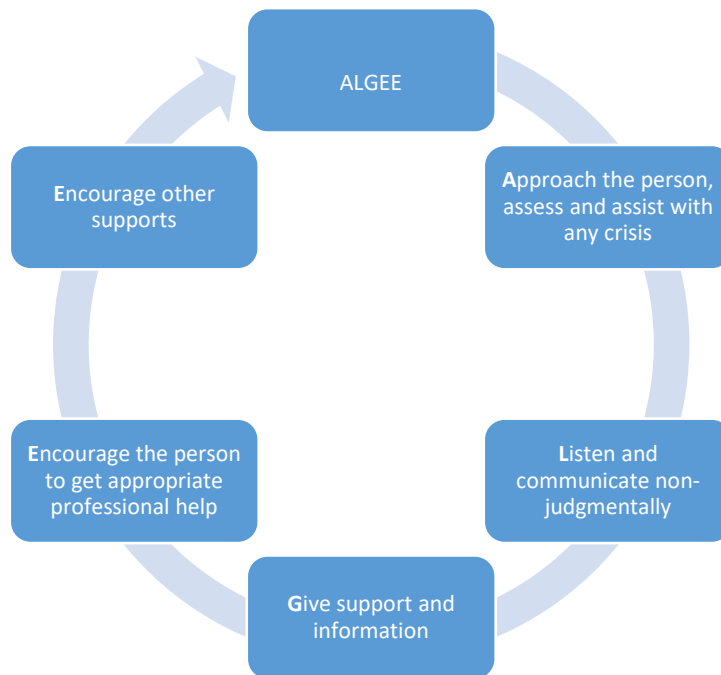 ALGEE
Approach the person,
assess and assist with
any crisis
Listen and
communicate non-
judgmentally
Give support and
information
Encourage the person
to get appropriate
professional help
Encourage other
supports